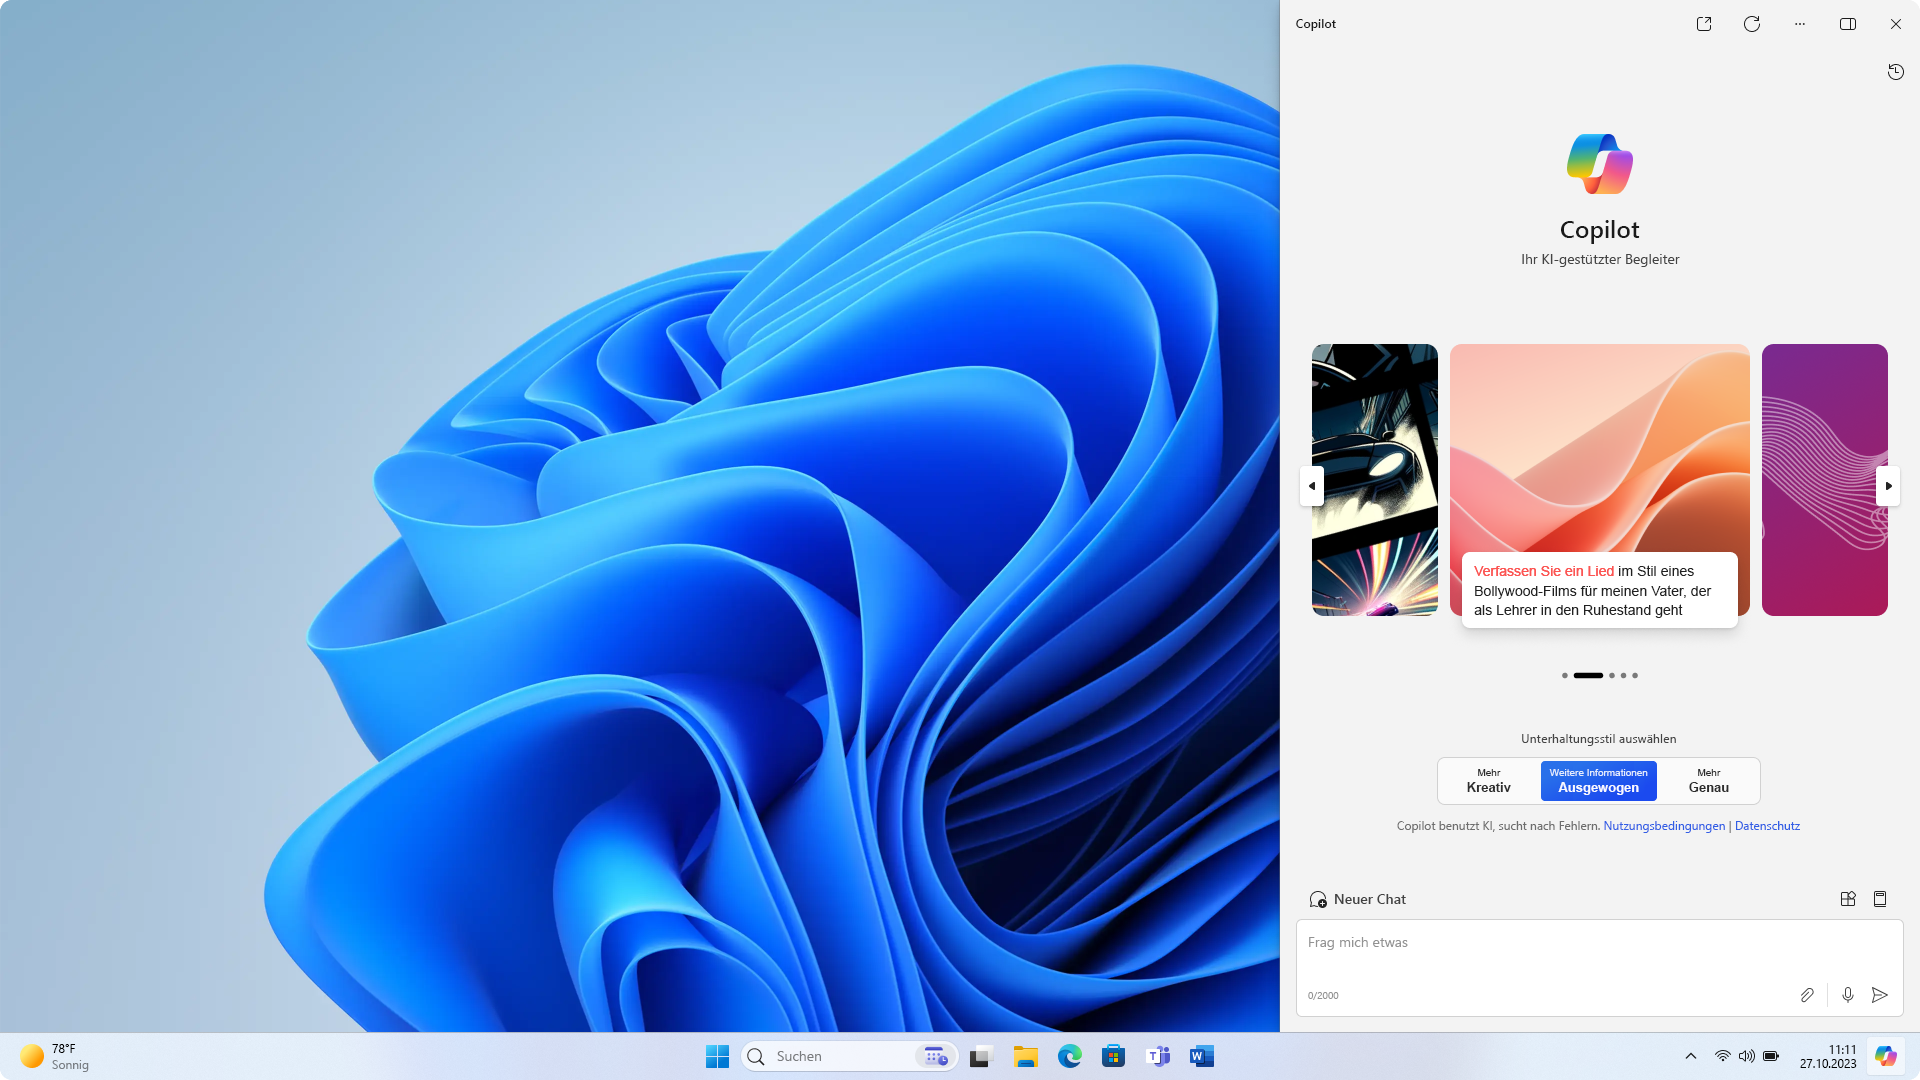 Copilot
Copilot
Ihr KI-gestützter Begleiter
Verfassen Sie ein Lied im Stil eines
Bollywood-Films für meinen Vater, der
als Lehrer in den Ruhestand geht
Unterhaltungsstil auswählen
Mehr
Kreativ
Weitere Informationen
Ausgewogen
Mehr
Genau
Copilot benutzt KI, sucht nach Fehlern. Nutzungsbedingungen | Datenschutz
Neuer Chat
Frag mich etwas
0/2000
78°F
Sonnig
Suchen
11:11
27.10.2023